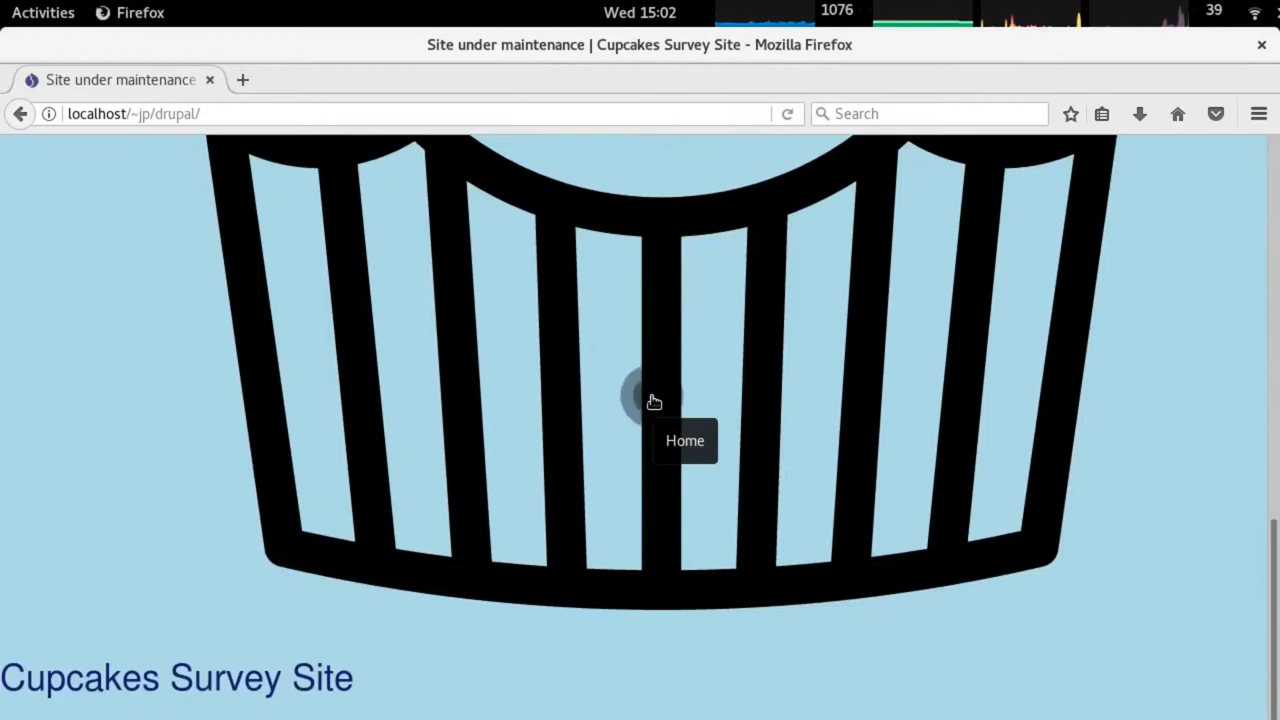 Activities Firefox Wed 15:02 1076 39
Site under maintenance | Cupcakes Survey Site - Mozilla Firefox
Site under maintenance
localhost/~jp/drupal/ Search
Home
Cupcakes Survey Site